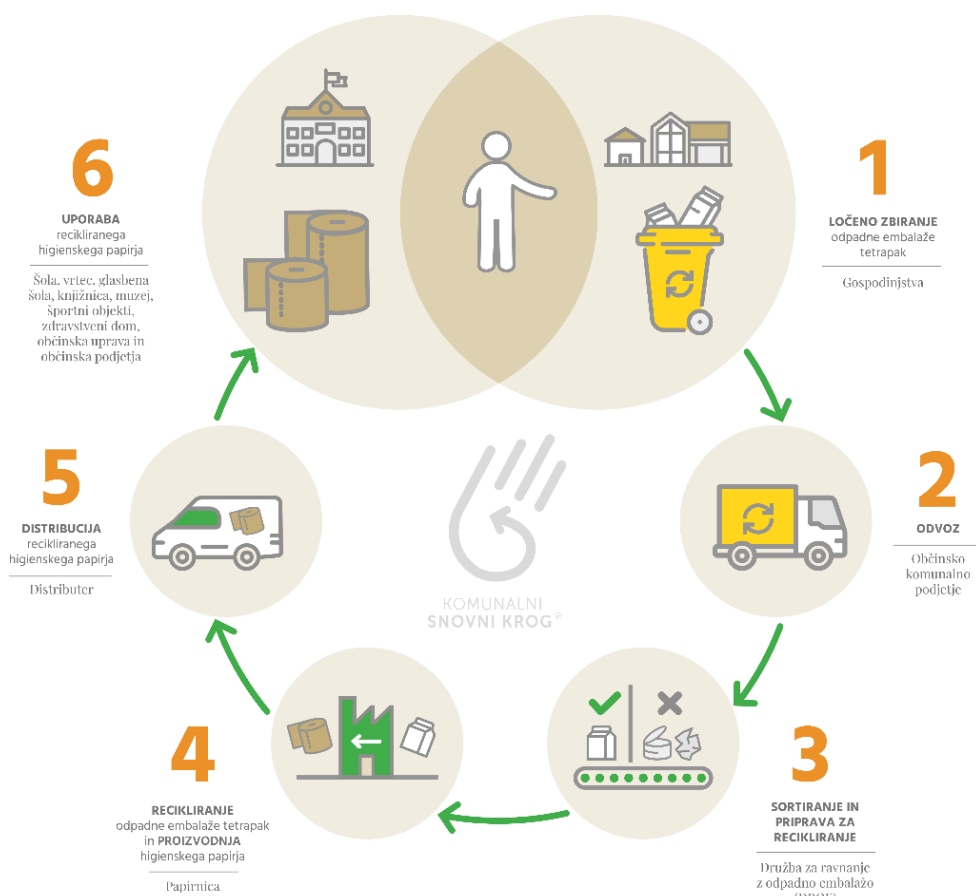 1
LOČENO ZBIRANJE
odpadne embalaže
tetrapak
Gospodinjstva
2
ODVOZ
Občinsko
komunalno
podjetje
3
SORTIRANJE IN
PRIPRAVA ZA
RECIKLIRANJE
Družba za ravnanje
z odpadno embalažo
4
RECIKLIRANJE
odpadne embalaže tetrapak
in PROIZVODNJA
higienskega papirja
Papirnica
5
DISTRIBUCIJA
recikliranega
higienskega papirja
Distributer
6
UPORABA
recikliranega
higienskega papirja
Šola, vrtec, glasbena
šola, knjižnica, muzej,
športni objekti,
zdravstveni dom,
občinska uprava in
občinska podjetja
KOMUNALNI
SNOVNI KROG®